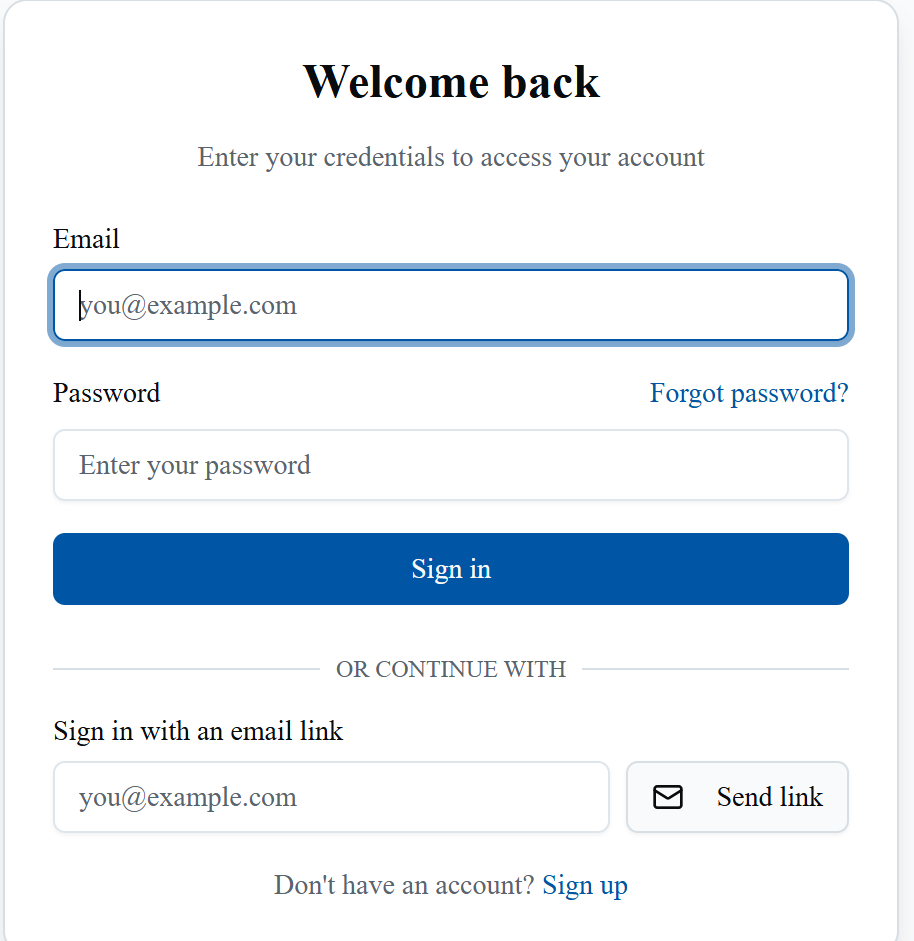 Welcome back
Enter your credentials to access your account
Email
you@example.com
Password Forgot password?
Enter your password
Sign in
OR CONTINUE WITH
Sign in with an email link
you@example.com Send link
Don't have an account? Sign up